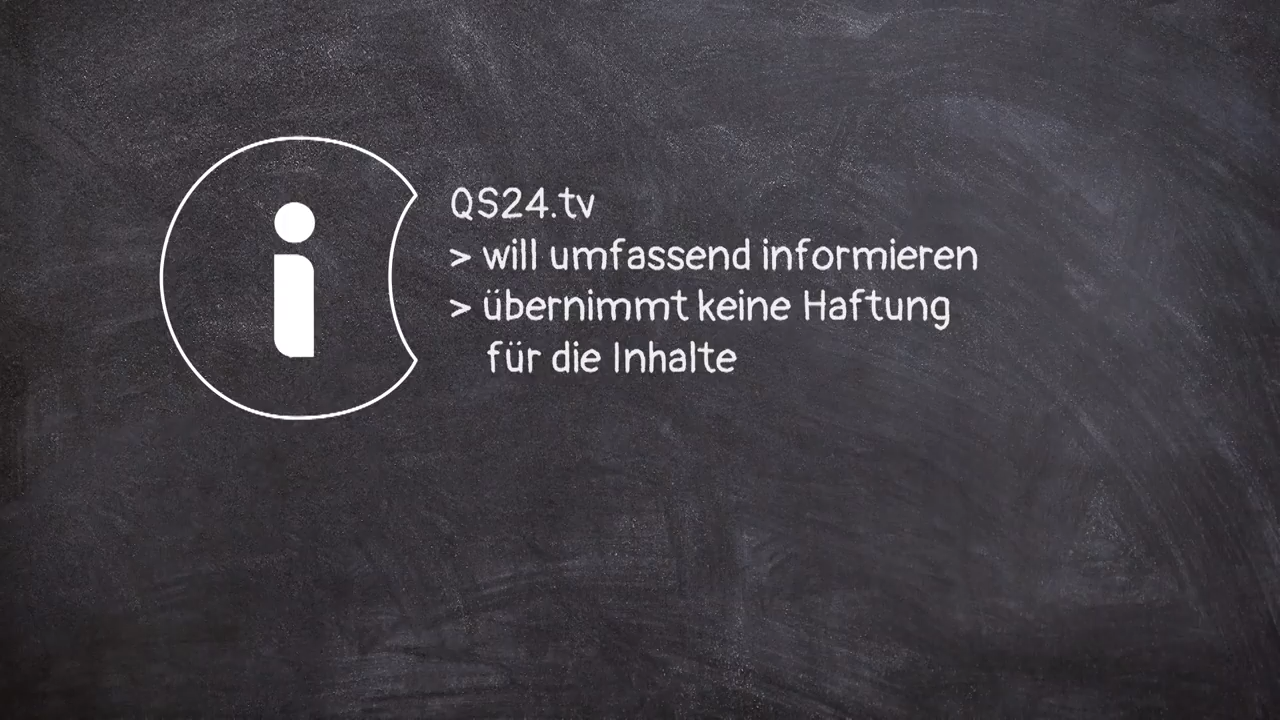 QS24.tv
> will umfassend informieren
> übernimmt keine Haftung
für die Inhalte